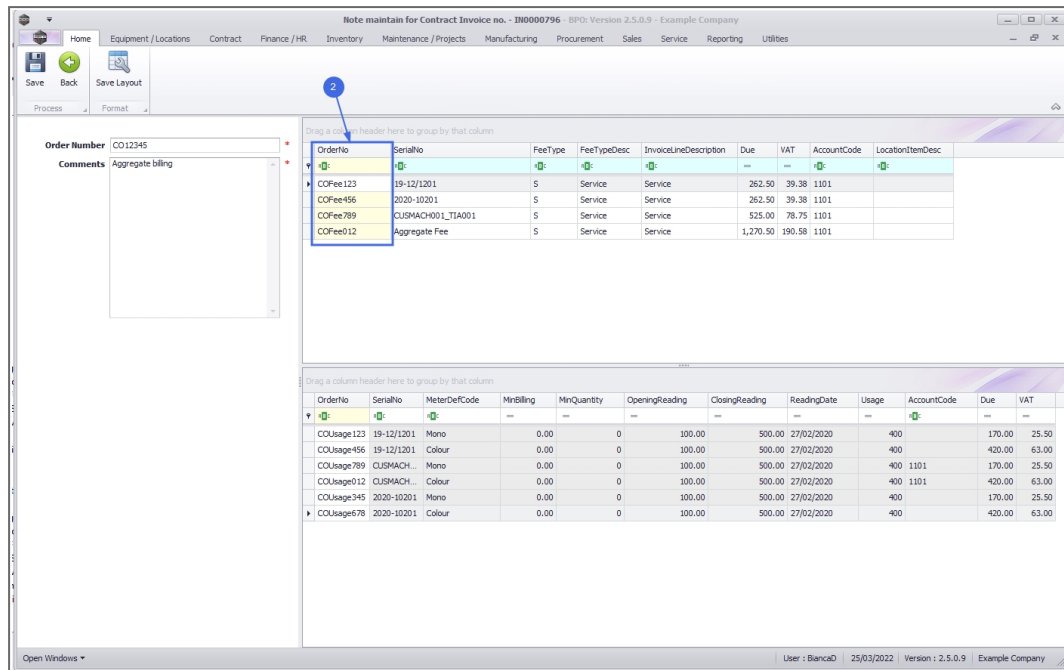 Note maintain for Contract Invoice no. - IN0000796 - BPO: Version 2.5.0.9 - Example Company
Home Equipment / Locations Contract Finance / HR Inventory Maintenance / Projects Manufacturing Procurement Sales Service Reporting Utilities
Save Back Save Layout
Process Format
2
Order Number CO12345 *
Comments Aggregate billing *
Drag a column header here to group by that column
OrderNo SerialNo FeeType FeeTypeDesc InvoiceLineDescription Due VAT AccountCode LocationItemDesc
COFee123 19-12/1201 S Service Service 262.50 39.38 1101
COFee456 2020-10201 S Service Service 262.50 39.38 1101
COFee789 CUSMACH001_TIA001 S Service Service 525.00 78.75 1101
COFee012 Aggregate Fee S Service Service 1,270.50 190.58 1101
Drag a column header here to group by that column
OrderNo SerialNo MeterDefCode MinBilling MinQuantity OpeningReading ClosingReading ReadingDate Usage AccountCode Due VAT
COUsage123 19-12/1201 Mono 0.00 0 100.00 500.00 27/02/2020 400 170.00 25.50
COUsage456 19-12/1201 Colour 0.00 0 100.00 500.00 27/02/2020 400 420.00 63.00
COUsage789 CUSMACH... Mono 0.00 0 100.00 500.00 27/02/2020 400 1101 170.00 25.50
COUsage012 CUSMACH... Colour 0.00 0 100.00 500.00 27/02/2020 400 1101 420.00 63.00
COUsage345 2020-10201 Mono 0.00 0 100.00 500.00 27/02/2020 400 170.00 25.50
COUsage678 2020-10201 Colour 0.00 0 100.00 500.00 27/02/2020 400 420.00 63.00
Open Windows User : BiancaD 25/03/2022 Version : 2.5.0.9 Example Company